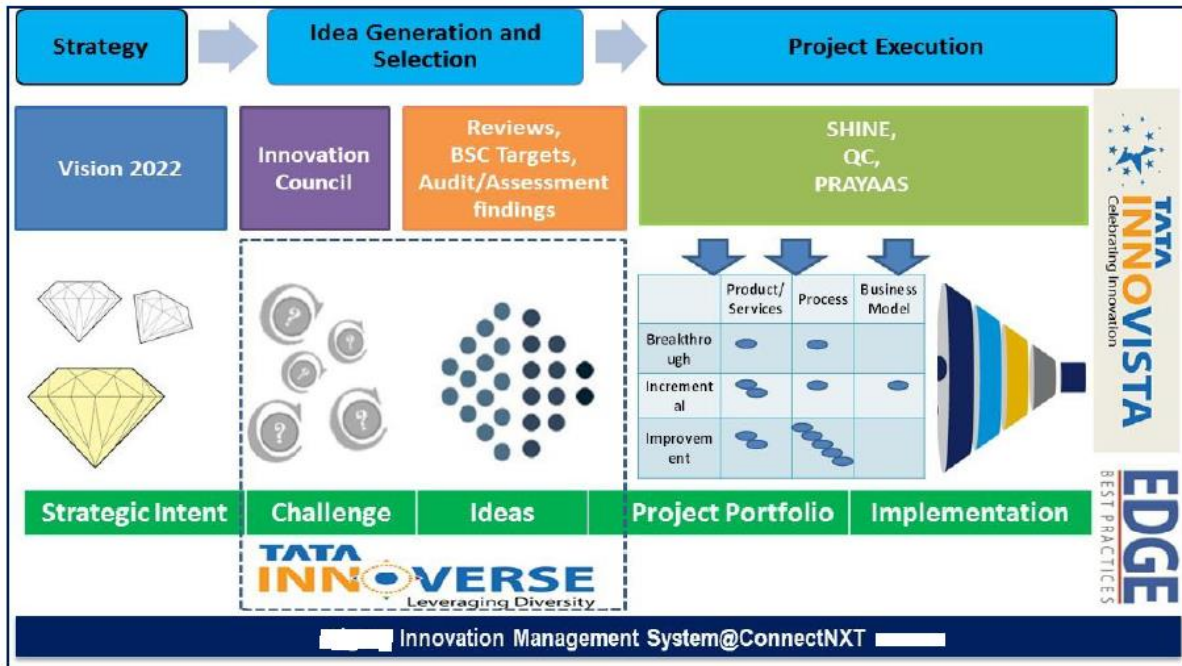 Strategy
Idea Generation and
Selection
Project Execution
Vision 2022
Innovation
Council
Reviews,
BSC Targets,
Audit/Assessment
findings
SHINE,
QC,
PRAYAAS
Product/
Services
Process
Business
Model
Breakthro
ugh
Increment
al
Improvem
ent
?
?
?
?
Strategic Intent
Challenge
Ideas
Project Portfolio
Implementation
TATA
INNOVERSE
Leveraging Diversity
TATA
INNOVISTA
Celebrating Innovation
EDGE
BEST PRACTICES
Innovation Management System@ConnectNXT